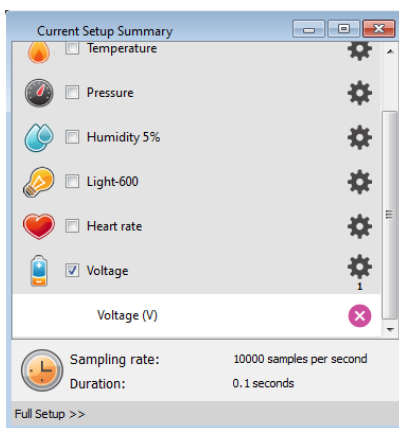 Current Setup Summary
Temperature
Pressure
Humidity 5%
Light-600
Heart rate
Voltage
1
Voltage (V)
Sampling rate: 10000 samples per second
Duration: 0.1 seconds
Full Setup >>